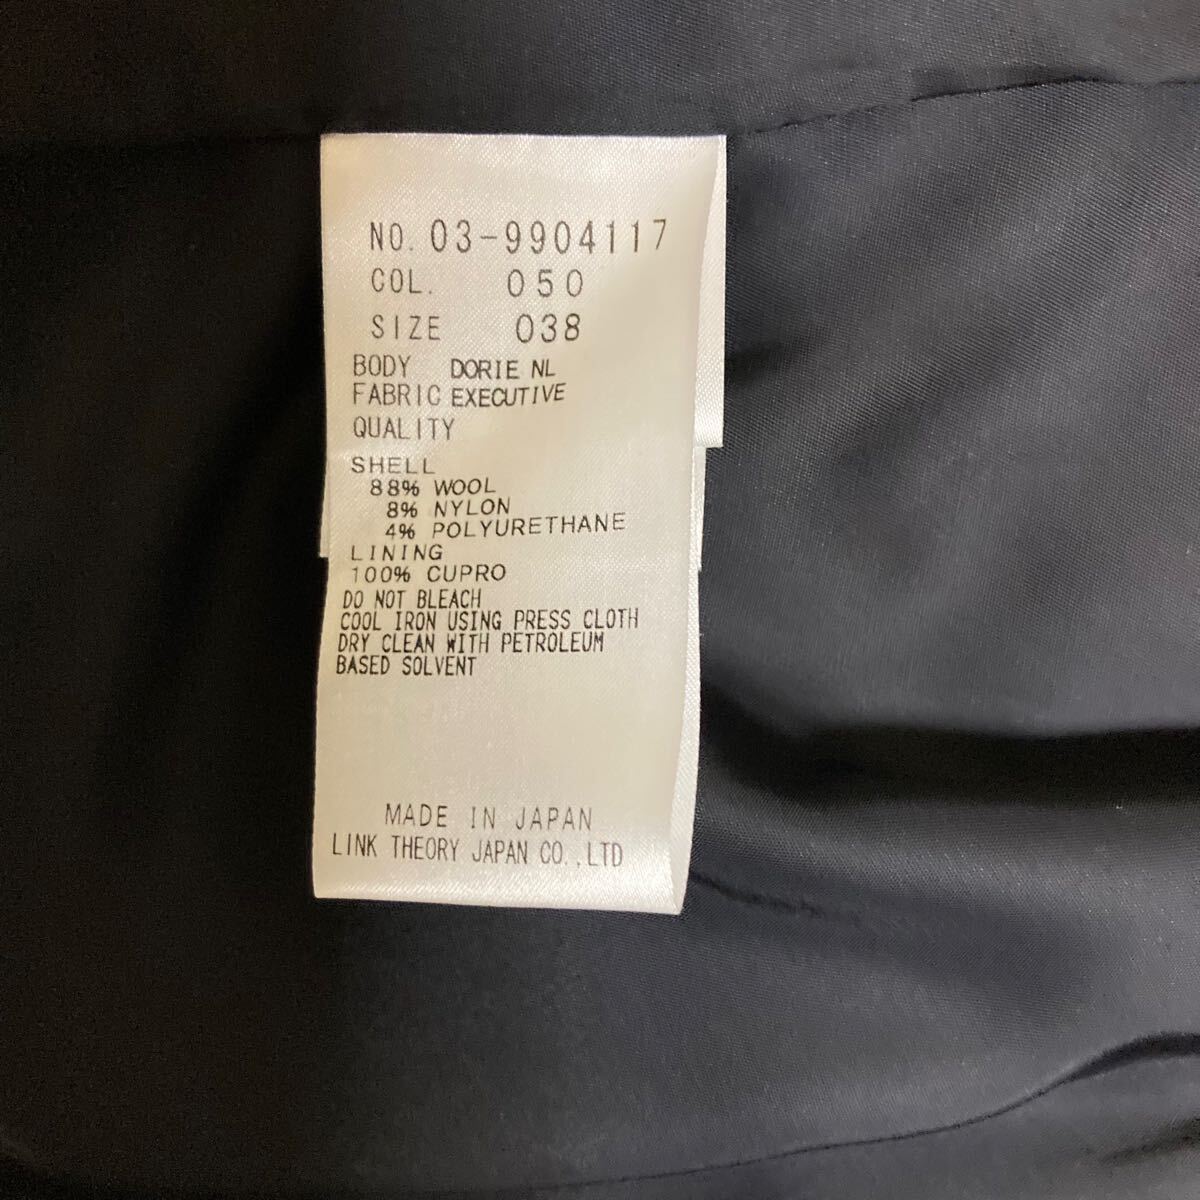 NO. 03-9904117
COL. 050
SIZE 038
BODY DORIE NL
FABRIC EXECUTIVE
QUALITY
SHELL
88% WOOL
8% NYLON
4% POLYURETHANE
LINING
100% CUPRO
DO NOT BLEACH
COOL IRON USING PRESS CLOTH
DRY CLEAN WITH PETROLEUM
BASED SOLVENT
MADE IN JAPAN
LINK THEORY JAPAN CO.,LTD